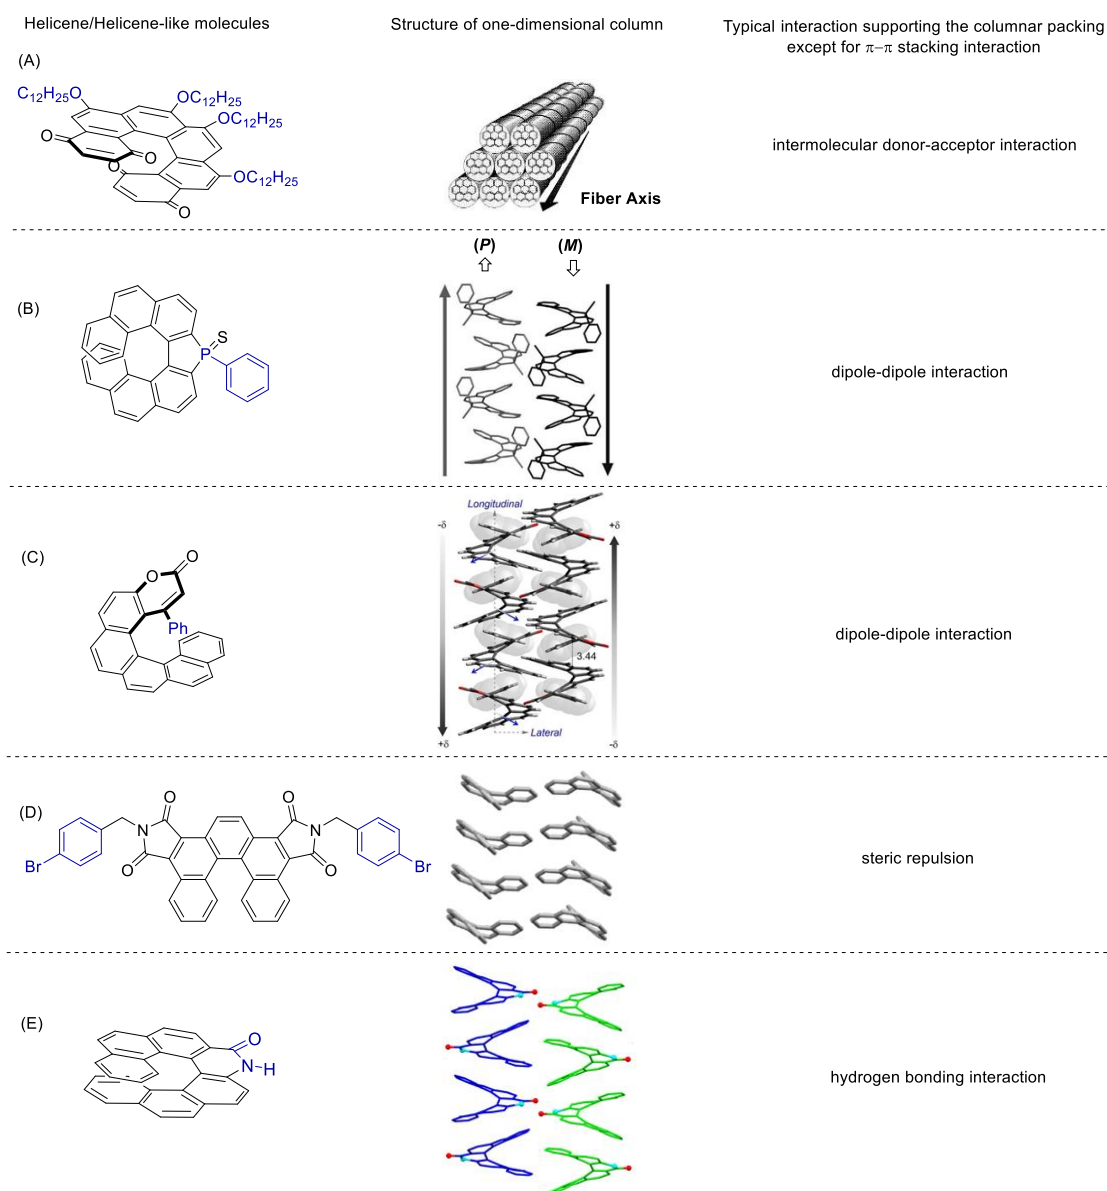 Helicene/Helicene-like molecules
Structure of one-dimensional column
Typical interaction supporting the columnar packing
except for π–π stacking interaction
(A)
C12H25O
OC12H25
OC12H25
O
O
O
OC12H25
O
Fiber Axis
intermolecular donor-acceptor interaction
(P)
(M)
(B)
S
P
dipole-dipole interaction
Longitudinal
-δ
+δ
(C)
O
O
Ph
3.44
dipole-dipole interaction
+δ
Lateral
-δ
(D)
O
O
N
N
Br
O
O
Br
steric repulsion
(E)
O
N-H
hydrogen bonding interaction